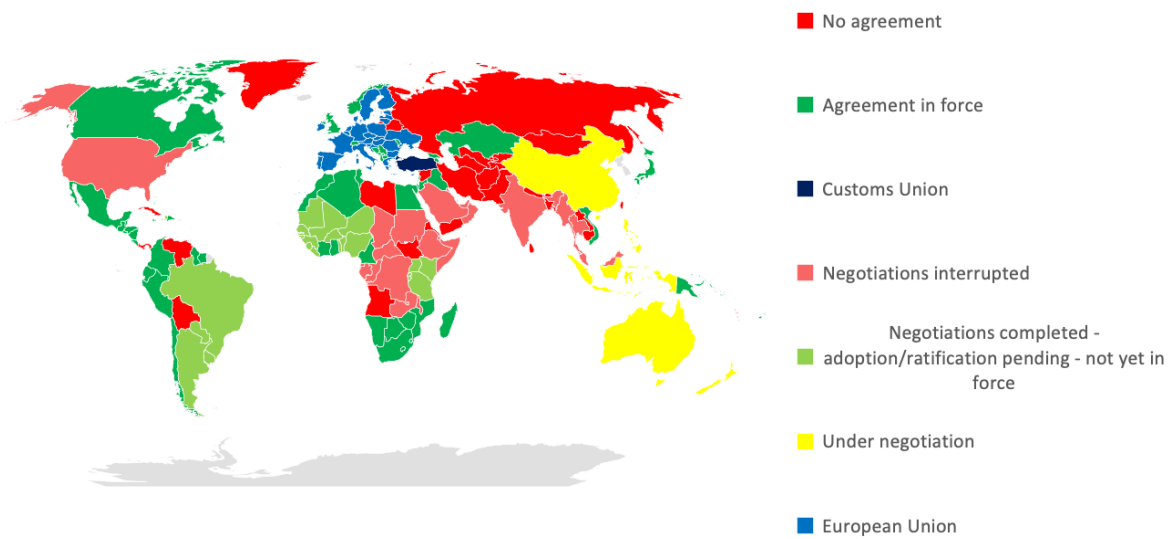 No agreement
Agreement in force
Customs Union
Negotiations interrupted
Negotiations completed -
adoption/ratification pending - not yet in
force
Under negotiation
European Union